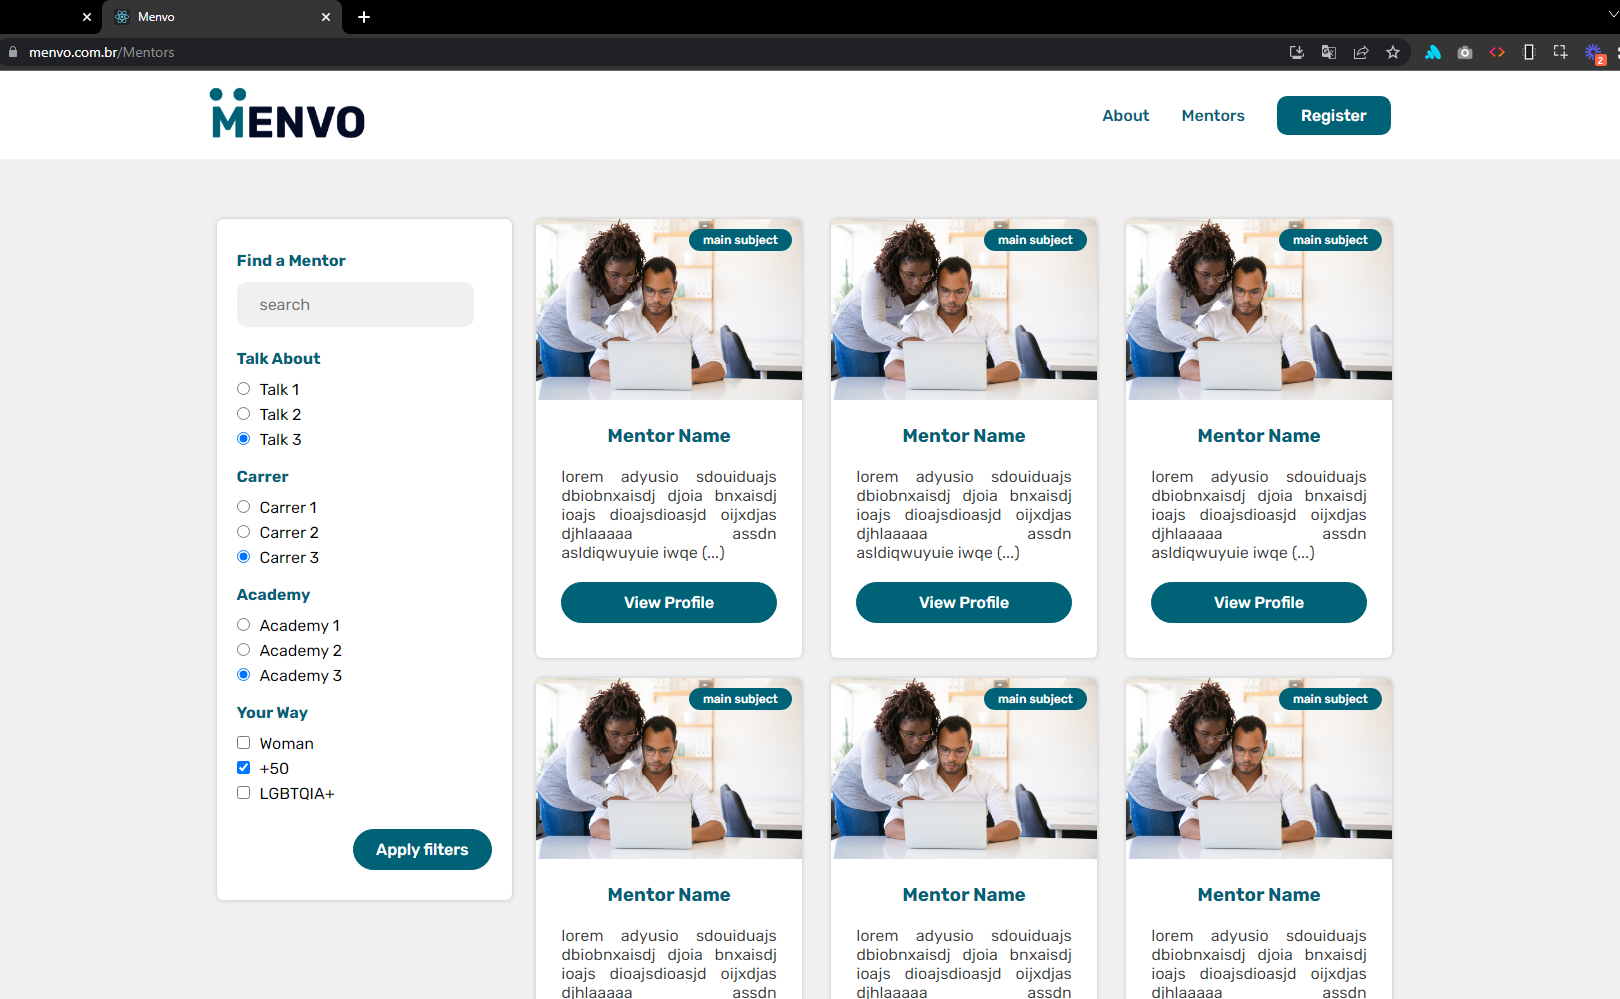 Menvo
menvo.com.br/Mentors
2
MENVO
About
Mentors
Register
Find a Mentor
search
Talk About
Talk 1
Talk 2
Talk 3
Carrer
Carrer 1
Carrer 2
Carrer 3
Academy
Academy 1
Academy 2
Academy 3
Your Way
Woman
+50
LGBTQIA+
Apply filters
main subject
Mentor Name
lorem adyusio sdouiduajs
dbiobnxaisdj djoia bnxaisdj
ioajs dioajsdioasjd oijxdjas
djhlaaaaa assdn
asldiqwuyuie iwqe (...)
View Profile
main subject
Mentor Name
lorem adyusio sdouiduajs
dbiobnxaisdj djoia bnxaisdj
ioajs dioajsdioasjd oijxdjas
djhlaaaaa assdn
asldiqwuyuie iwqe (...)
View Profile
main subject
Mentor Name
lorem adyusio sdouiduajs
dbiobnxaisdj djoia bnxaisdj
ioajs dioajsdioasjd oijxdjas
djhlaaaaa assdn
asldiqwuyuie iwqe (...)
View Profile
main subject
Mentor Name
lorem adyusio sdouiduajs
dbiobnxaisdj djoia bnxaisdj
ioajs dioajsdioasjd oijxdjas
djhlaaaaa assdn
main subject
Mentor Name
lorem adyusio sdouiduajs
dbiobnxaisdj djoia bnxaisdj
ioajs dioajsdioasjd oijxdjas
djhlaaaaa assdn
main subject
Mentor Name
lorem adyusio sdouiduajs
dbiobnxaisdj djoia bnxaisdj
ioajs dioajsdioasjd oijxdjas
djhlaaaaa assdn